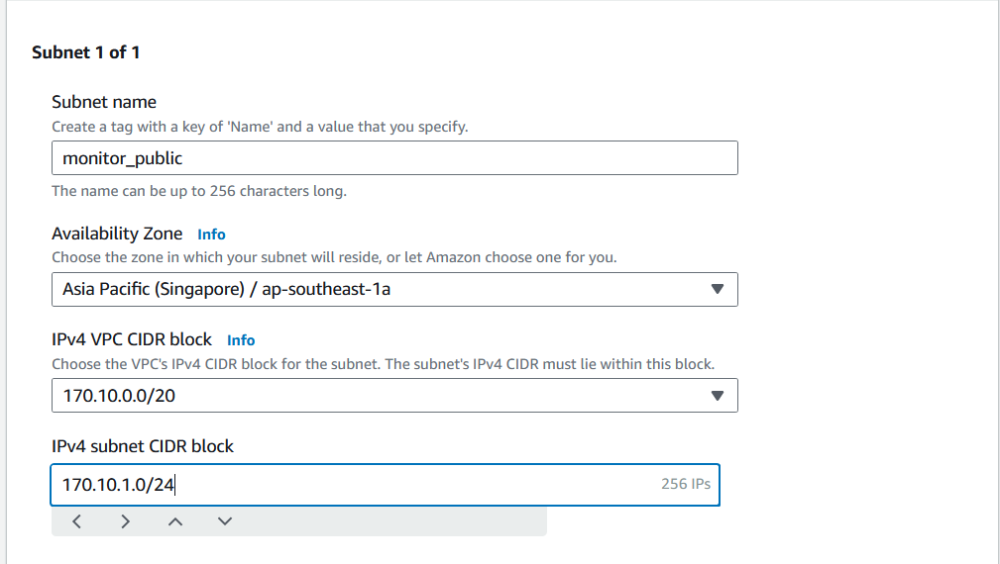 Subnet 1 of 1
Subnet name
Create a tag with a key of 'Name' and a value that you specify.
monitor_public
The name can be up to 256 characters long.
Availability Zone Info
Choose the zone in which your subnet will reside, or let Amazon choose one for you.
Asia Pacific (Singapore) / ap-southeast-1a
IPv4 VPC CIDR block Info
Choose the VPC's IPv4 CIDR block for the subnet. The subnet's IPv4 CIDR must lie within this block.
170.10.0.0/20
IPv4 subnet CIDR block
170.10.1.0/24 256 IPs